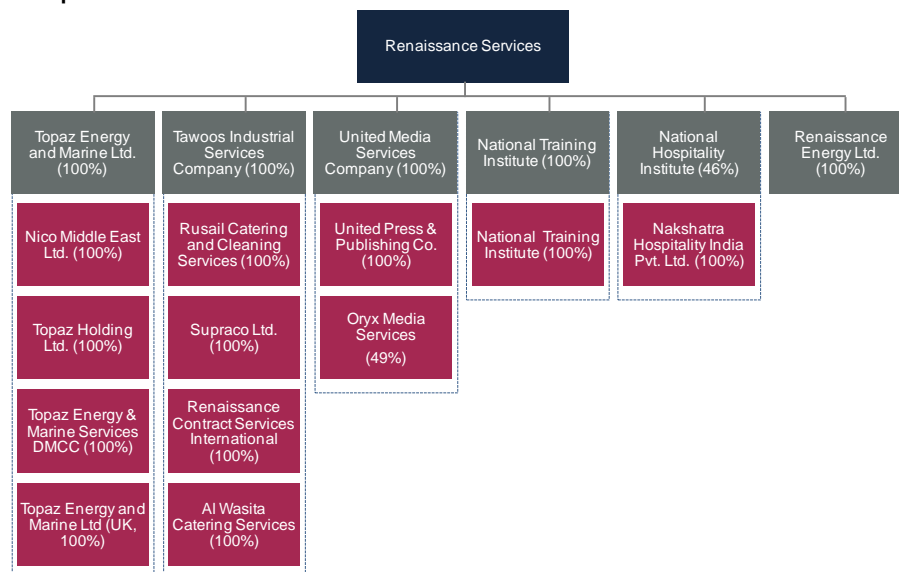 Renaissance Services
Topaz Energy
and Marine Ltd.
(100%)
Tawoos Industrial
Services
Company (100%)
United Media
Services
Company (100%)
National Training
Institute (100%)
National
Hospitality
Institute (46%)
Renaissance
Energy Ltd.
(100%)
Nico Middle East
Ltd. (100%)
Rusail Catering
and Cleaning
Services (100%)
United Press &
Publishing Co.
(100%)
National Training
Institute (100%)
Nakshatra
Hospitality India
Pvt. Ltd. (100%)
Topaz Holding
Ltd. (100%)
Supraco Ltd.
(100%)
Oryx Media
Services
(49%)
Topaz Energy &
Marine Services
DMCC (100%)
Renaissance
Contract Services
International
(100%)
Topaz Energy and
Marine Ltd (UK,
100%)
Al Wasita
Catering Services
(100%)